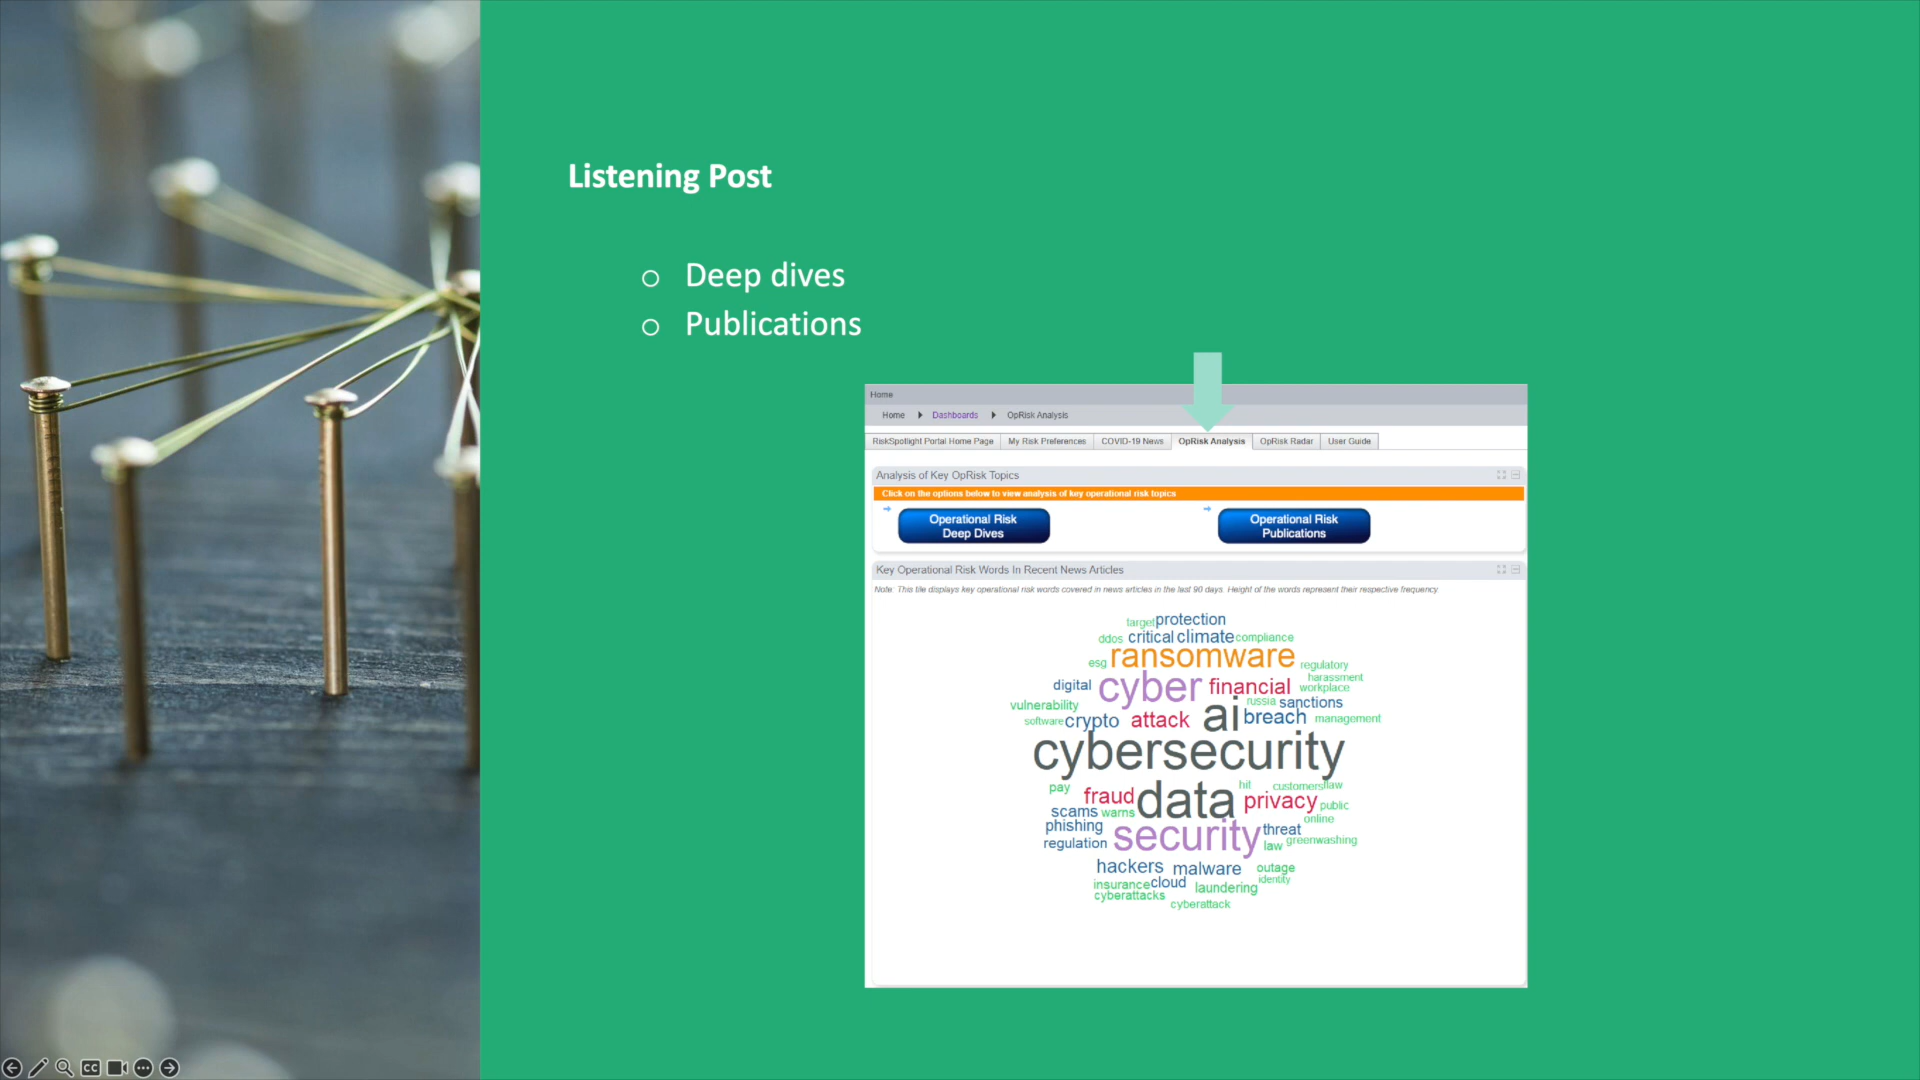 Listening Post
Deep dives
Publications
Home
Home Dashboards OpRisk Analysis
RiskSpotlight Portal Home Page My Risk Preferences COVID-19 News OpRisk Analysis OpRisk Radar User Guide
Analysis of Key OpRisk Topics
Click on the options below to view analysis of key operational risk topics
Operational Risk
Deep Dives
Operational Risk
Publications
Key Operational Risk Words In Recent News Articles
Note: This tile displays key operational risk words covered in news articles in the last 90 days. Height of the words represent their respective frequency.
target protection
ddos critical climate compliance
esg ransomware regulatory
harassment
digital cyber financial workplace
vulnerability russia sanctions
software crypto attack ai breach management
cybersecurity
pay hit customers flaw
fraud data privacy public
scams warns online
phishing threat
regulation security law greenwashing
hackers malware outage
insurance cloud laundering identity
cyberattacks
cyberattack
CC